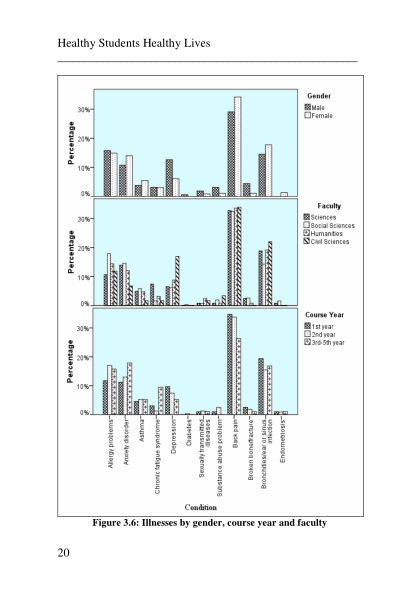 Healthy Students Healthy Lives
Gender
Male
Female
30%
20%
10%
0%
Percentage
Faculty
Sciences
Social Sciences
Humanities
Civil Sciences
30%
20%
10%
0%
Percentage
Course Year
1st year
2nd year
3rd-5th year
30%
20%
10%
0%
Percentage
Allergy problems
Anxiety disorder
Asthma
Chronic fatigue syndrome
Depression
Diabetes
Sexually transmitted
diseases
Substance abuse problem
Back pain
Broken bone/fracture
Bronchitis/ear or sinus
infection
Endometriosis
Condition
Figure 3.6: Illnesses by gender, course year and faculty
20